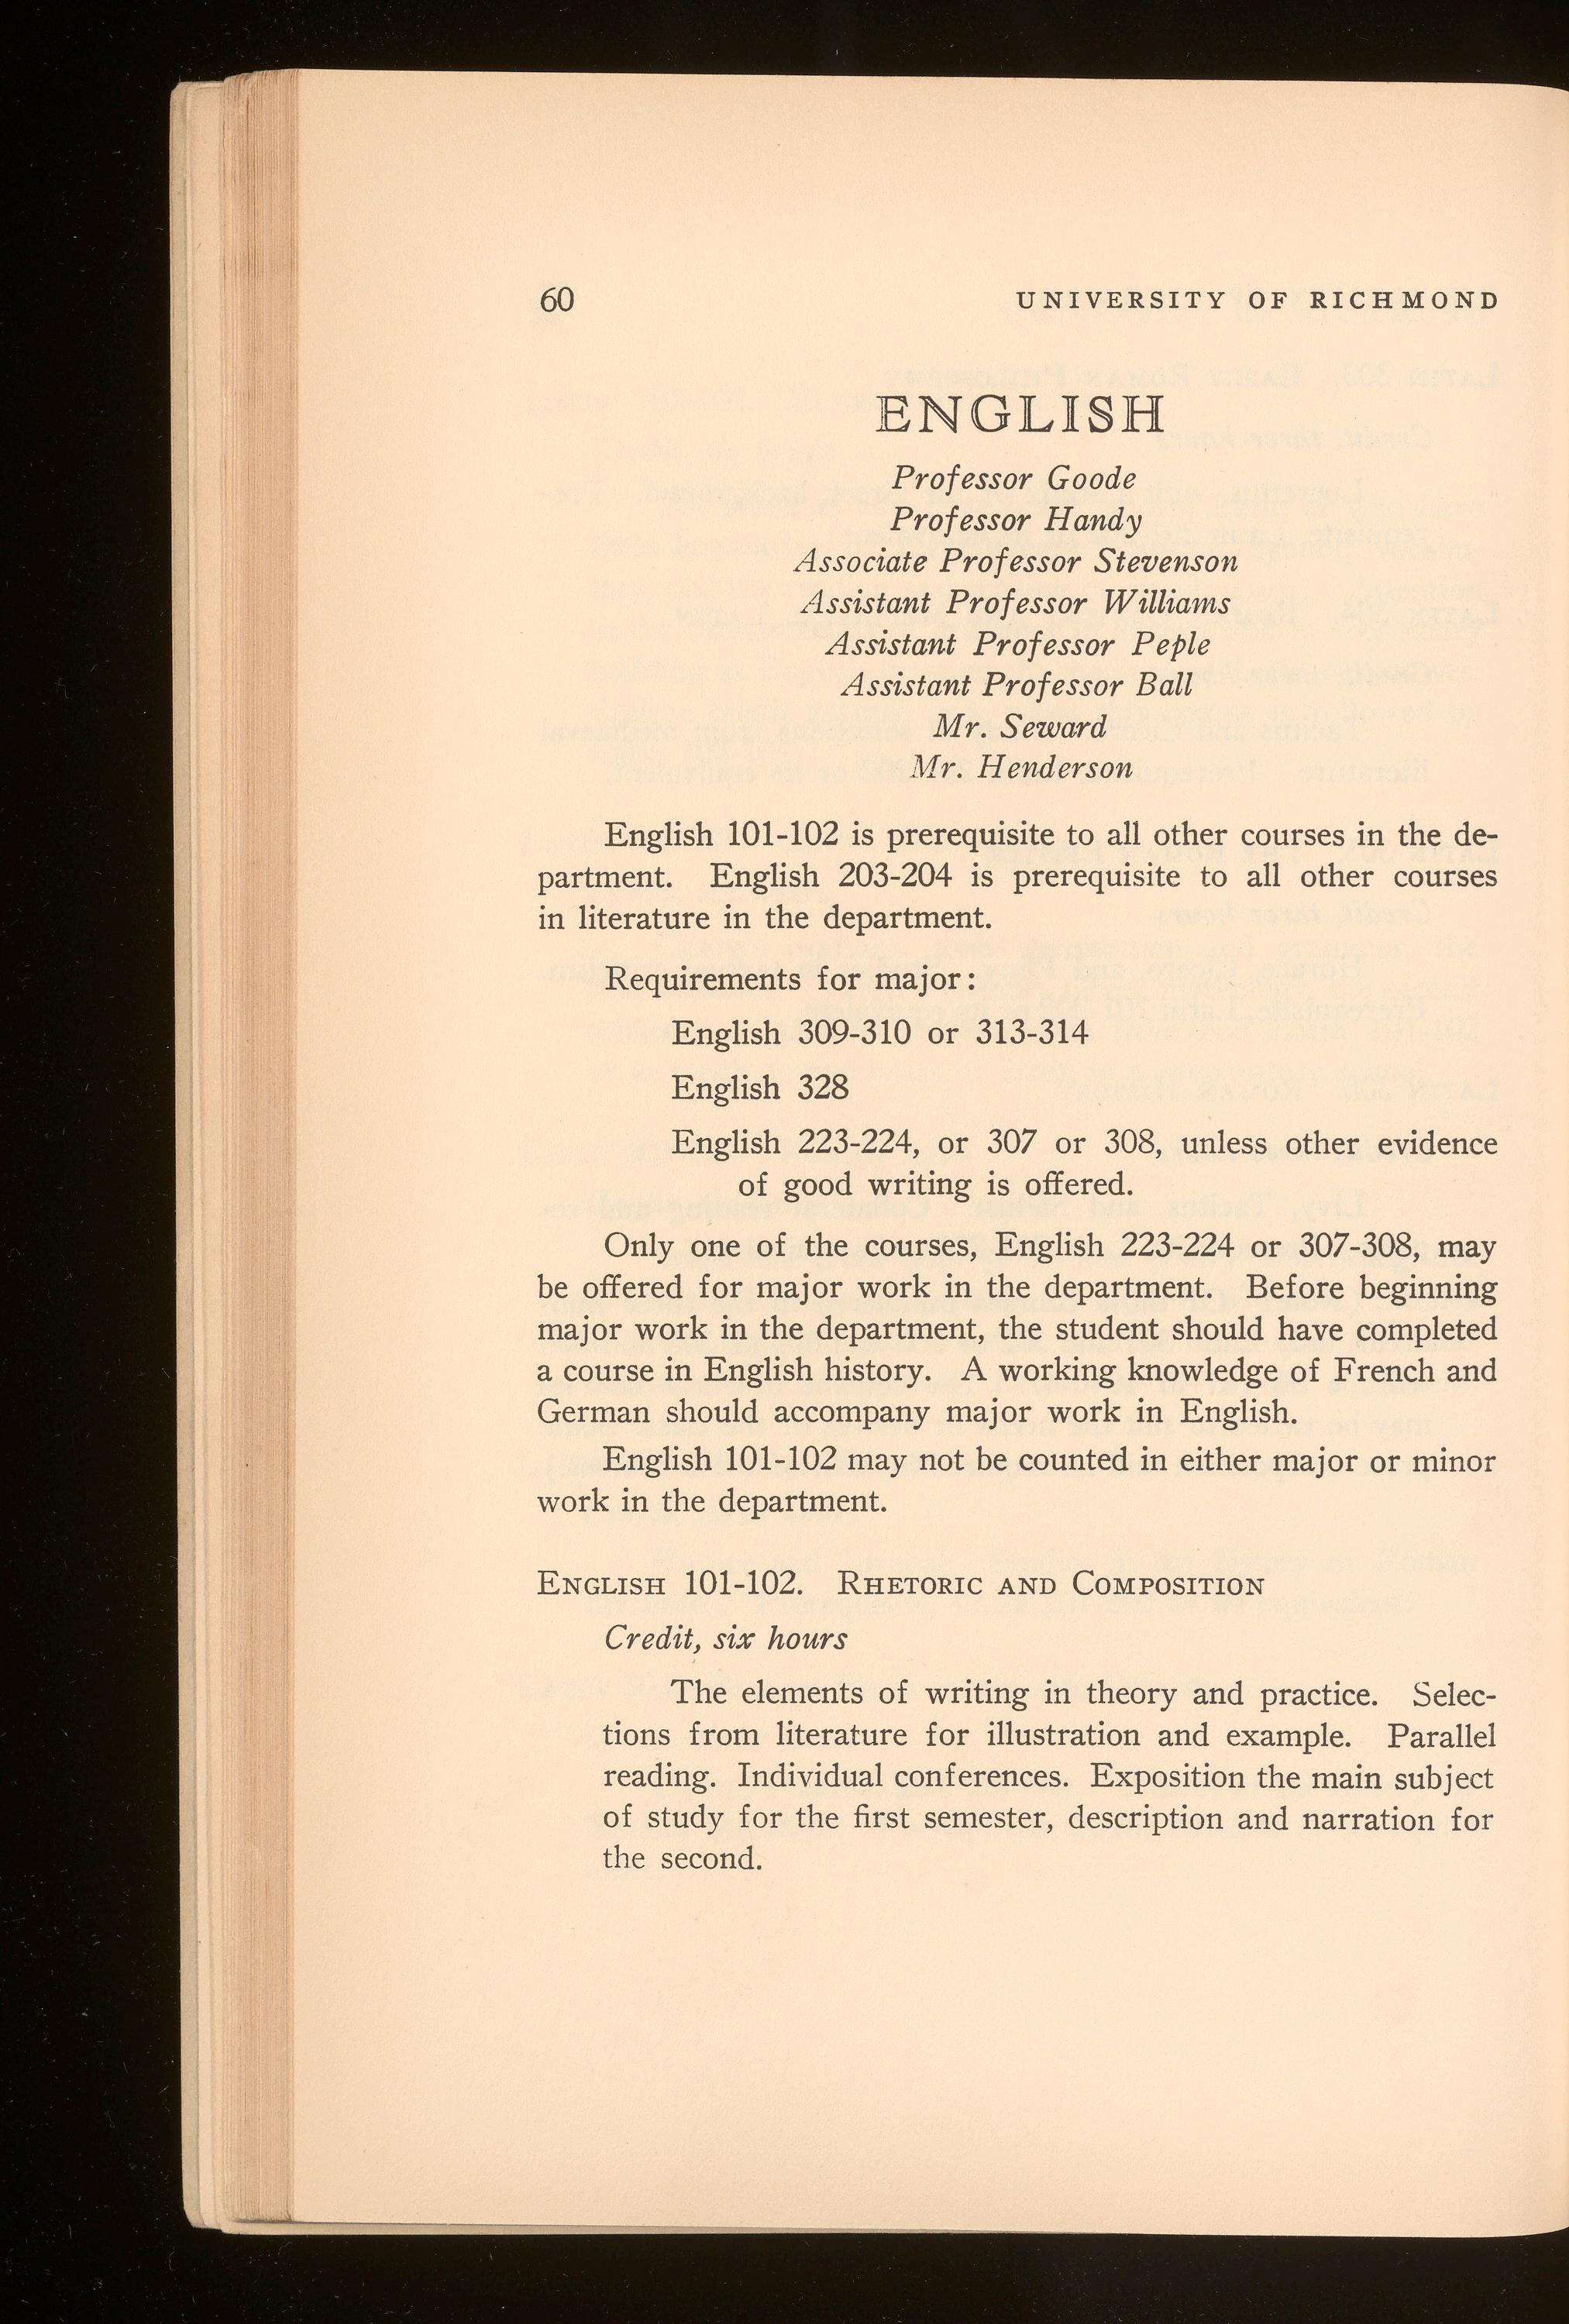 60 UNIVERSITY OF RICHMOND
ENGLISH
Professor Goode
Professor Handy
Associate Professor Stevenson
Assistant Professor Williams
Assistant Professor Peple
Assistant Professor Ball
Mr. Seward
Mr. Henderson
English 101-102 is prerequisite to all other courses in the de-
partment. English 203-204 is prerequisite to all other courses
in literature in the department.
Requirements for major:
English 309-310 or 313-314
English 328
English 223-224, or 307 or 308, unless other evidence
of good writing is offered.
Only one of the courses, English 223-224 or 307-308, may
be offered for major work in the department. Before beginning
major work in the department, the student should have completed
a course in English history. A working knowledge of French and
German should accompany major work in English.
English 101-102 may not be counted in either major or minor
work in the department.
ENGLISH 101-102. RHETORIC AND COMPOSITION
Credit, six hours
The elements of writing in theory and practice. Selec-
tions from literature for illustration and example. Parallel
reading. Individual conferences. Exposition the main subject
of study for the first semester, description and narration for
the second.